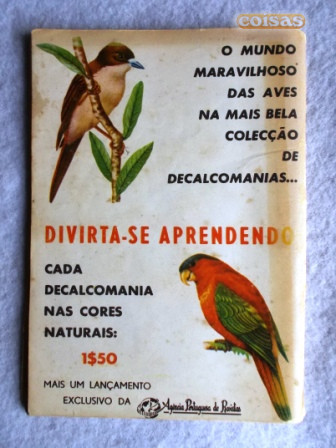 coisas
O MUNDO
MARAVILHOSO
DAS AVES
NA MAIS BELA
COLECÇÃO
DE
DECALCOMANIAS...
DIVIRTA-SE APRENDENDO
CADA
DECALCOMANIA
NAS CORES
NATURAIS:
1$50
MAIS UM LANÇAMENTO
EXCLUSIVO DA
Agência Portuguesa de Revistas